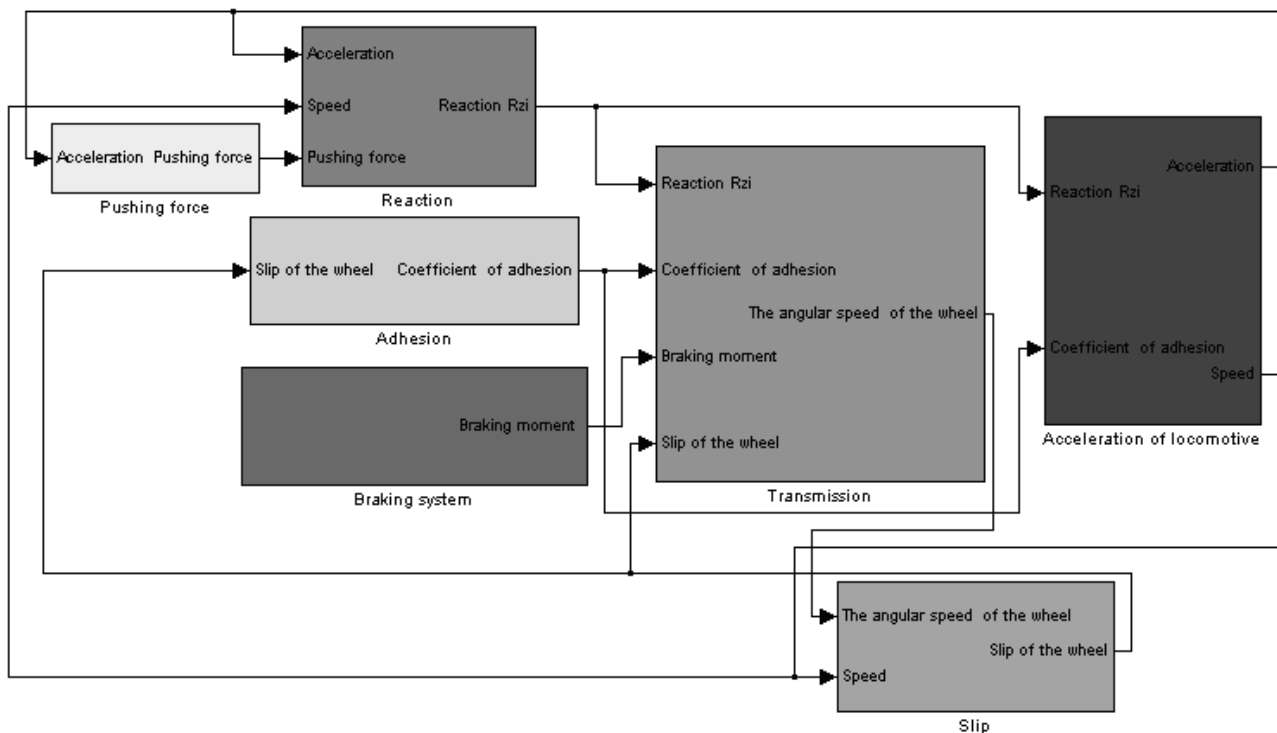 Acceleration
Speed
Reaction Rzi
Pushing force
Reaction
Acceleration Pushing force
Pushing force
Slip of the wheel
Coefficient of adhesion
Adhesion
Braking moment
Braking system
Reaction Rzi
Coefficient of adhesion
The angular speed of the wheel
Braking moment
Slip of the wheel
Transmission
Acceleration
Reaction Rzi
Coefficient of adhesion
Speed
Acceleration of locomotive
The angular speed of the wheel
Slip of the wheel
Speed
Slip